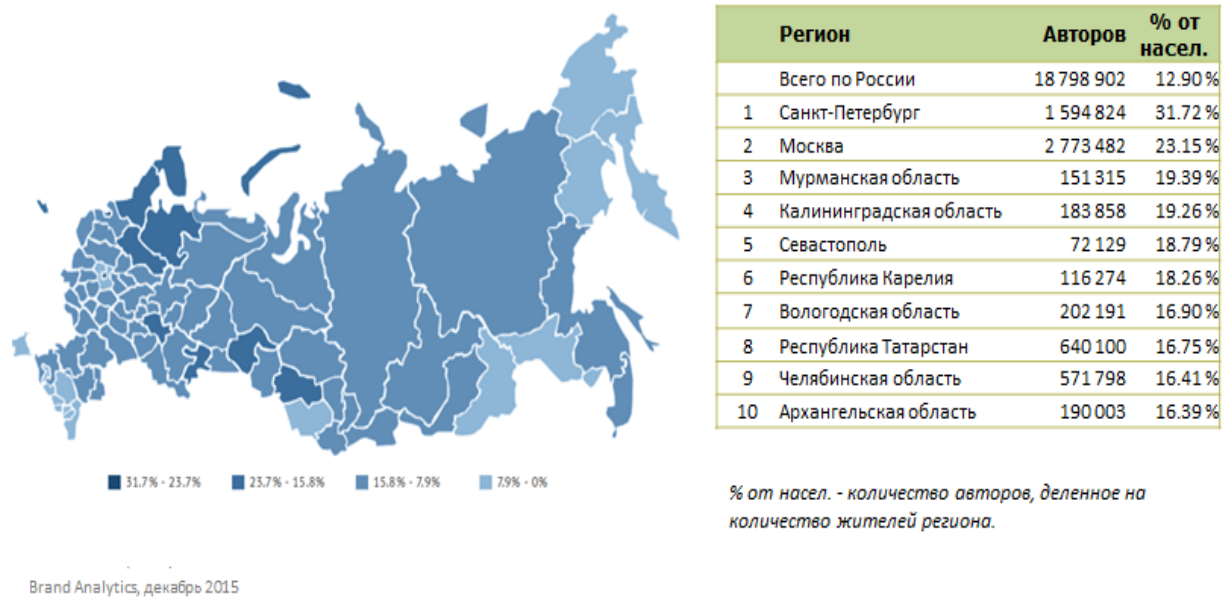 Регион Авторов % от насел.
Всего по России 18 798 902 12.90 %
1 Санкт-Петербург 1 594 824 31.72 %
2 Москва 2 773 482 23.15 %
3 Мурманская область 151 315 19.39 %
4 Калининградская область 183 858 19.26 %
5 Севастополь 72 129 18.79 %
6 Республика Карелия 116 274 18.26 %
7 Вологодская область 202 191 16.90 %
8 Республика Татарстан 640 100 16.75 %
9 Челябинская область 571 798 16.41 %
10 Архангельская область 190 003 16.39 %
31.7% - 23.7% 23.7% - 15.8% 15.8% - 7.9% 7.9% - 0%
% от насел. - количество авторов, деленное на
количество жителей региона.
Brand Analytics, декабрь 2015